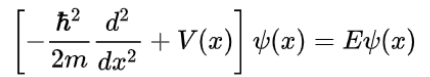 [-ħ²/2m d²/dx² + V(x)] ψ(x) = Eψ(x)